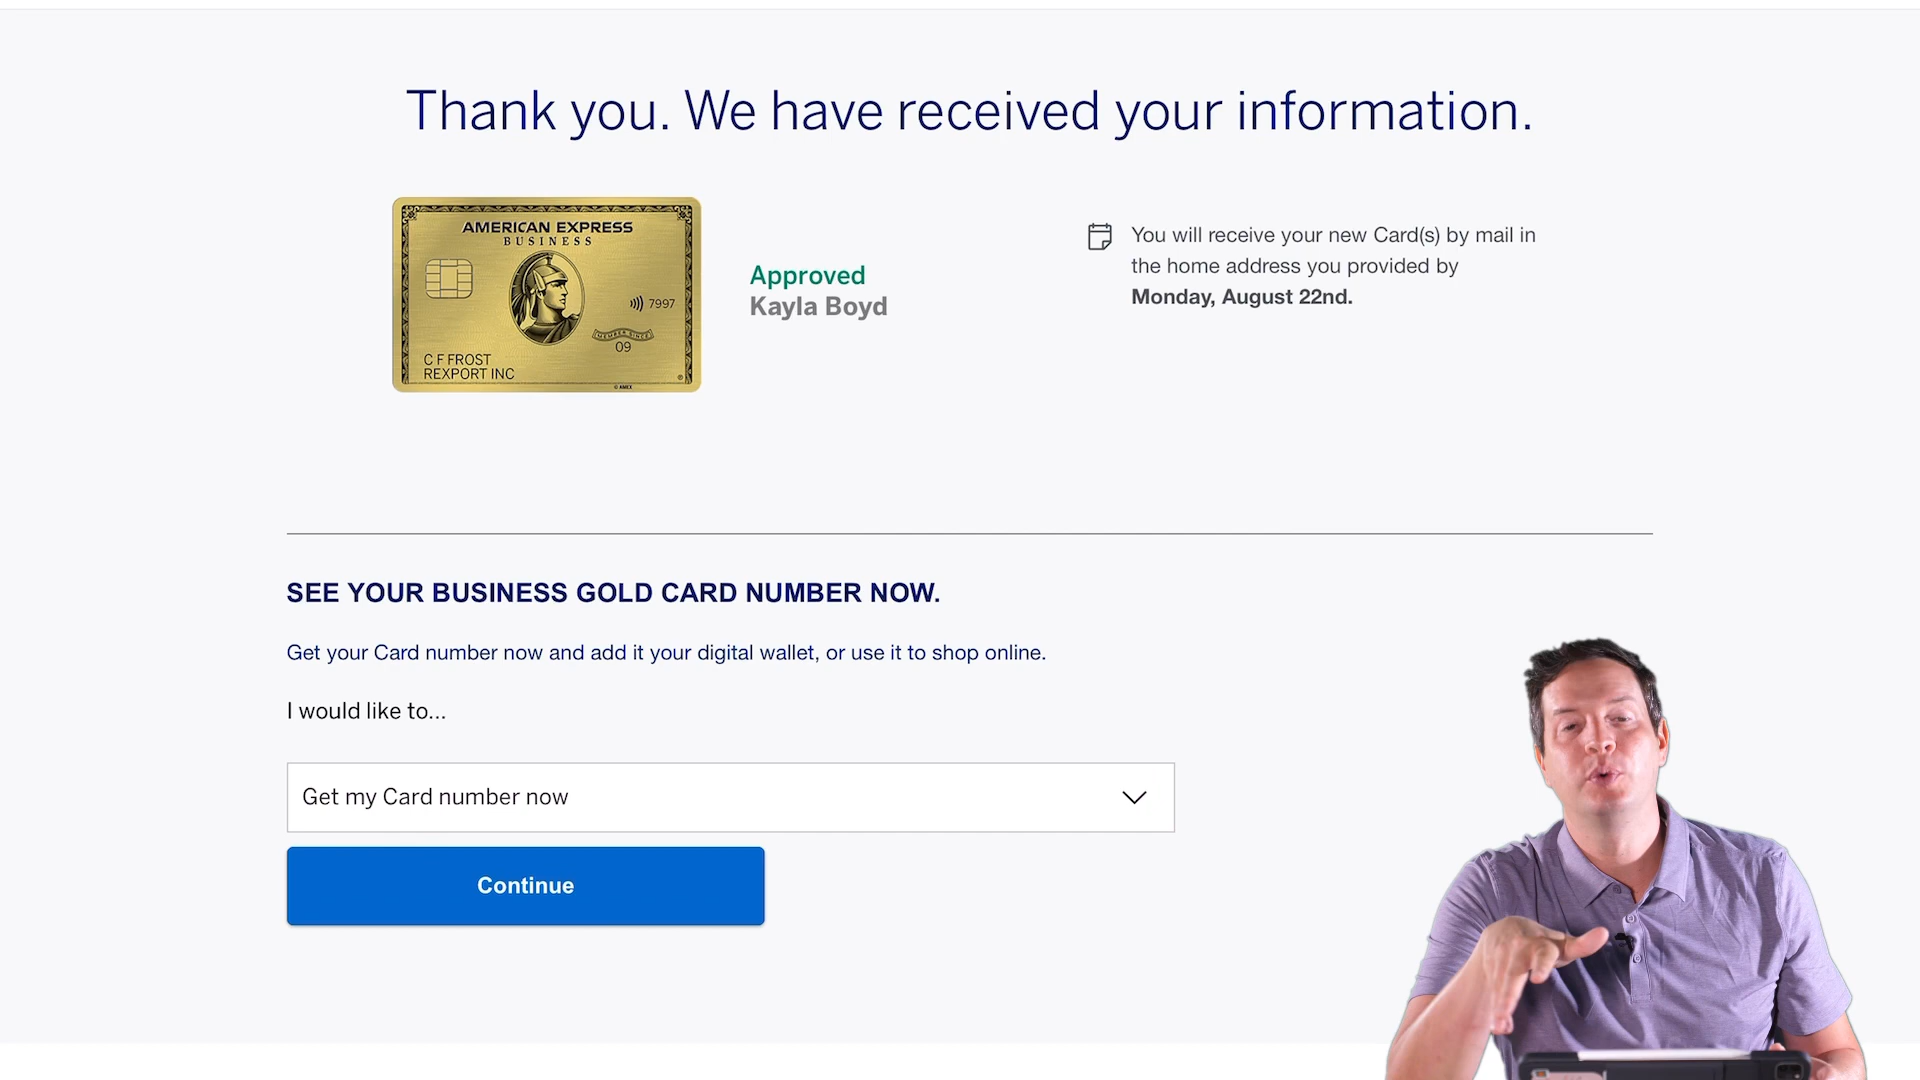 Thank you. We have received your information.
AMERICAN EXPRESS
BUSINESS
7997
MEMBER SINCE
09
C F FROST
REXPORT INC
© AMEX
Approved
Kayla Boyd
You will receive your new Card(s) by mail in
the home address you provided by
Monday, August 22nd.
SEE YOUR BUSINESS GOLD CARD NUMBER NOW.
Get your Card number now and add it your digital wallet, or use it to shop online.
I would like to...
Get my Card number now
Continue